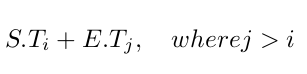 S.T_i + E.T_j,    where j > i